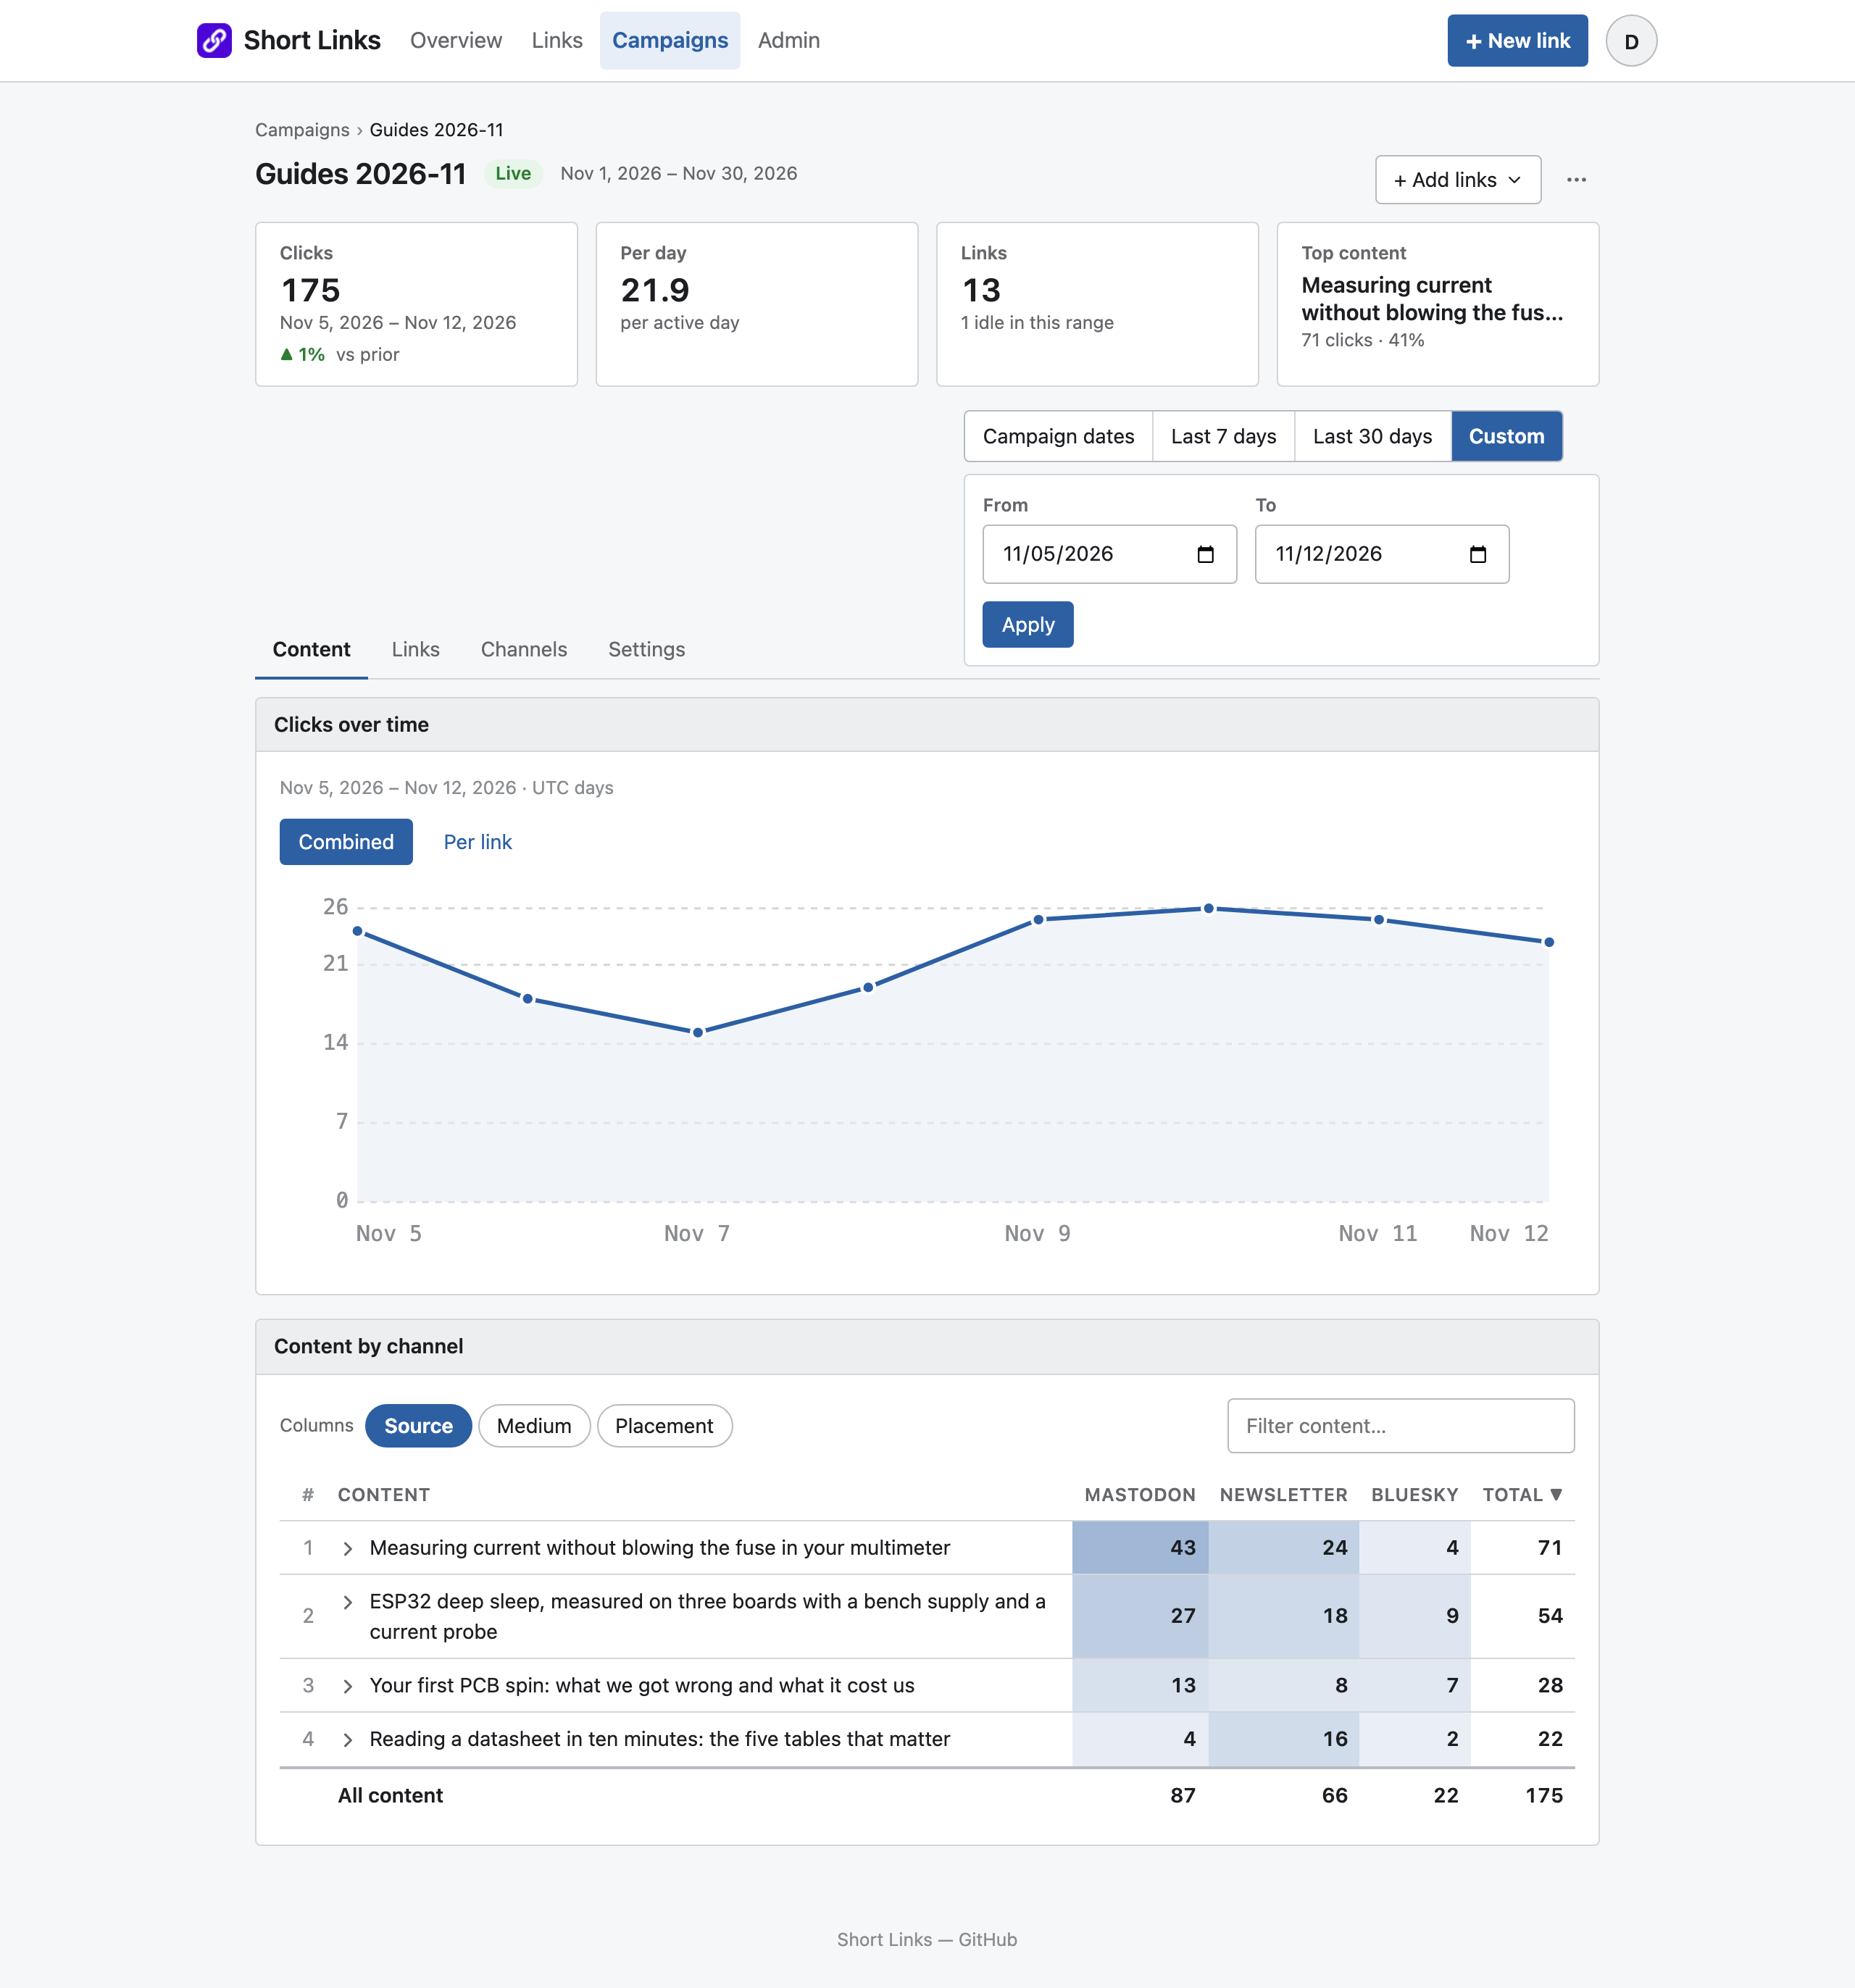 Short Links Overview Links Campaigns Admin + New link D
Campaigns › Guides 2026-11
Guides 2026-11 Live Nov 1, 2026 – Nov 30, 2026 + Add links ···
Clicks
175
Nov 5, 2026 – Nov 12, 2026
▲ 1% vs prior
Per day
21.9
per active day
Links
13
1 idle in this range
Top content
Measuring current
without blowing the fus...
71 clicks · 41%
Campaign dates Last 7 days Last 30 days Custom
From To
11/05/2026 11/12/2026
Apply
Content Links Channels Settings
Clicks over time
Nov 5, 2026 – Nov 12, 2026 · UTC days
Combined Per link
26
21
14
7
0
Nov 5 Nov 7 Nov 9 Nov 11 Nov 12
Content by channel
Columns Source Medium Placement Filter content...
# CONTENT MASTODON NEWSLETTER BLUESKY TOTAL ▼
1 Measuring current without blowing the fuse in your multimeter 43 24 4 71
2 ESP32 deep sleep, measured on three boards with a bench supply and a
current probe 27 18 9 54
3 Your first PCB spin: what we got wrong and what it cost us 13 8 7 28
4 Reading a datasheet in ten minutes: the five tables that matter 4 16 2 22
All content 87 66 22 175
Short Links — GitHub